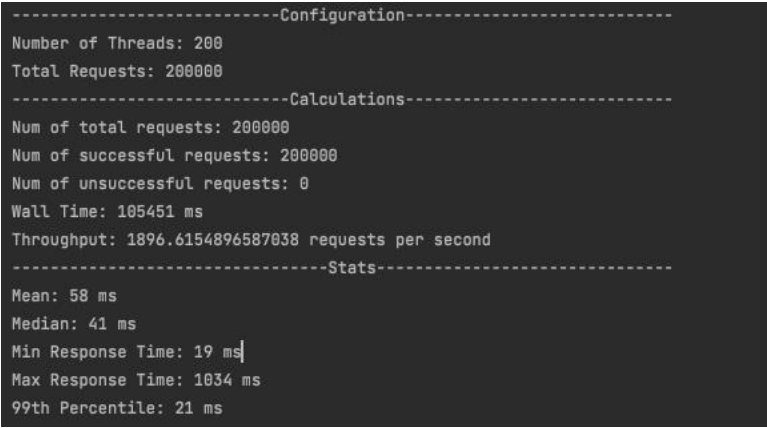 ----------------------------Configuration----------------------------
Number of Threads: 200
Total Requests: 200000
-----------------------------Calculations----------------------------
Num of total requests: 200000
Num of successful requests: 200000
Num of unsuccessful requests: 0
Wall Time: 105451 ms
Throughput: 1896.6154896587038 requests per second
---------------------------------Stats-------------------------------
Mean: 58 ms
Median: 41 ms
Min Response Time: 19 ms
Max Response Time: 1034 ms
99th Percentile: 21 ms